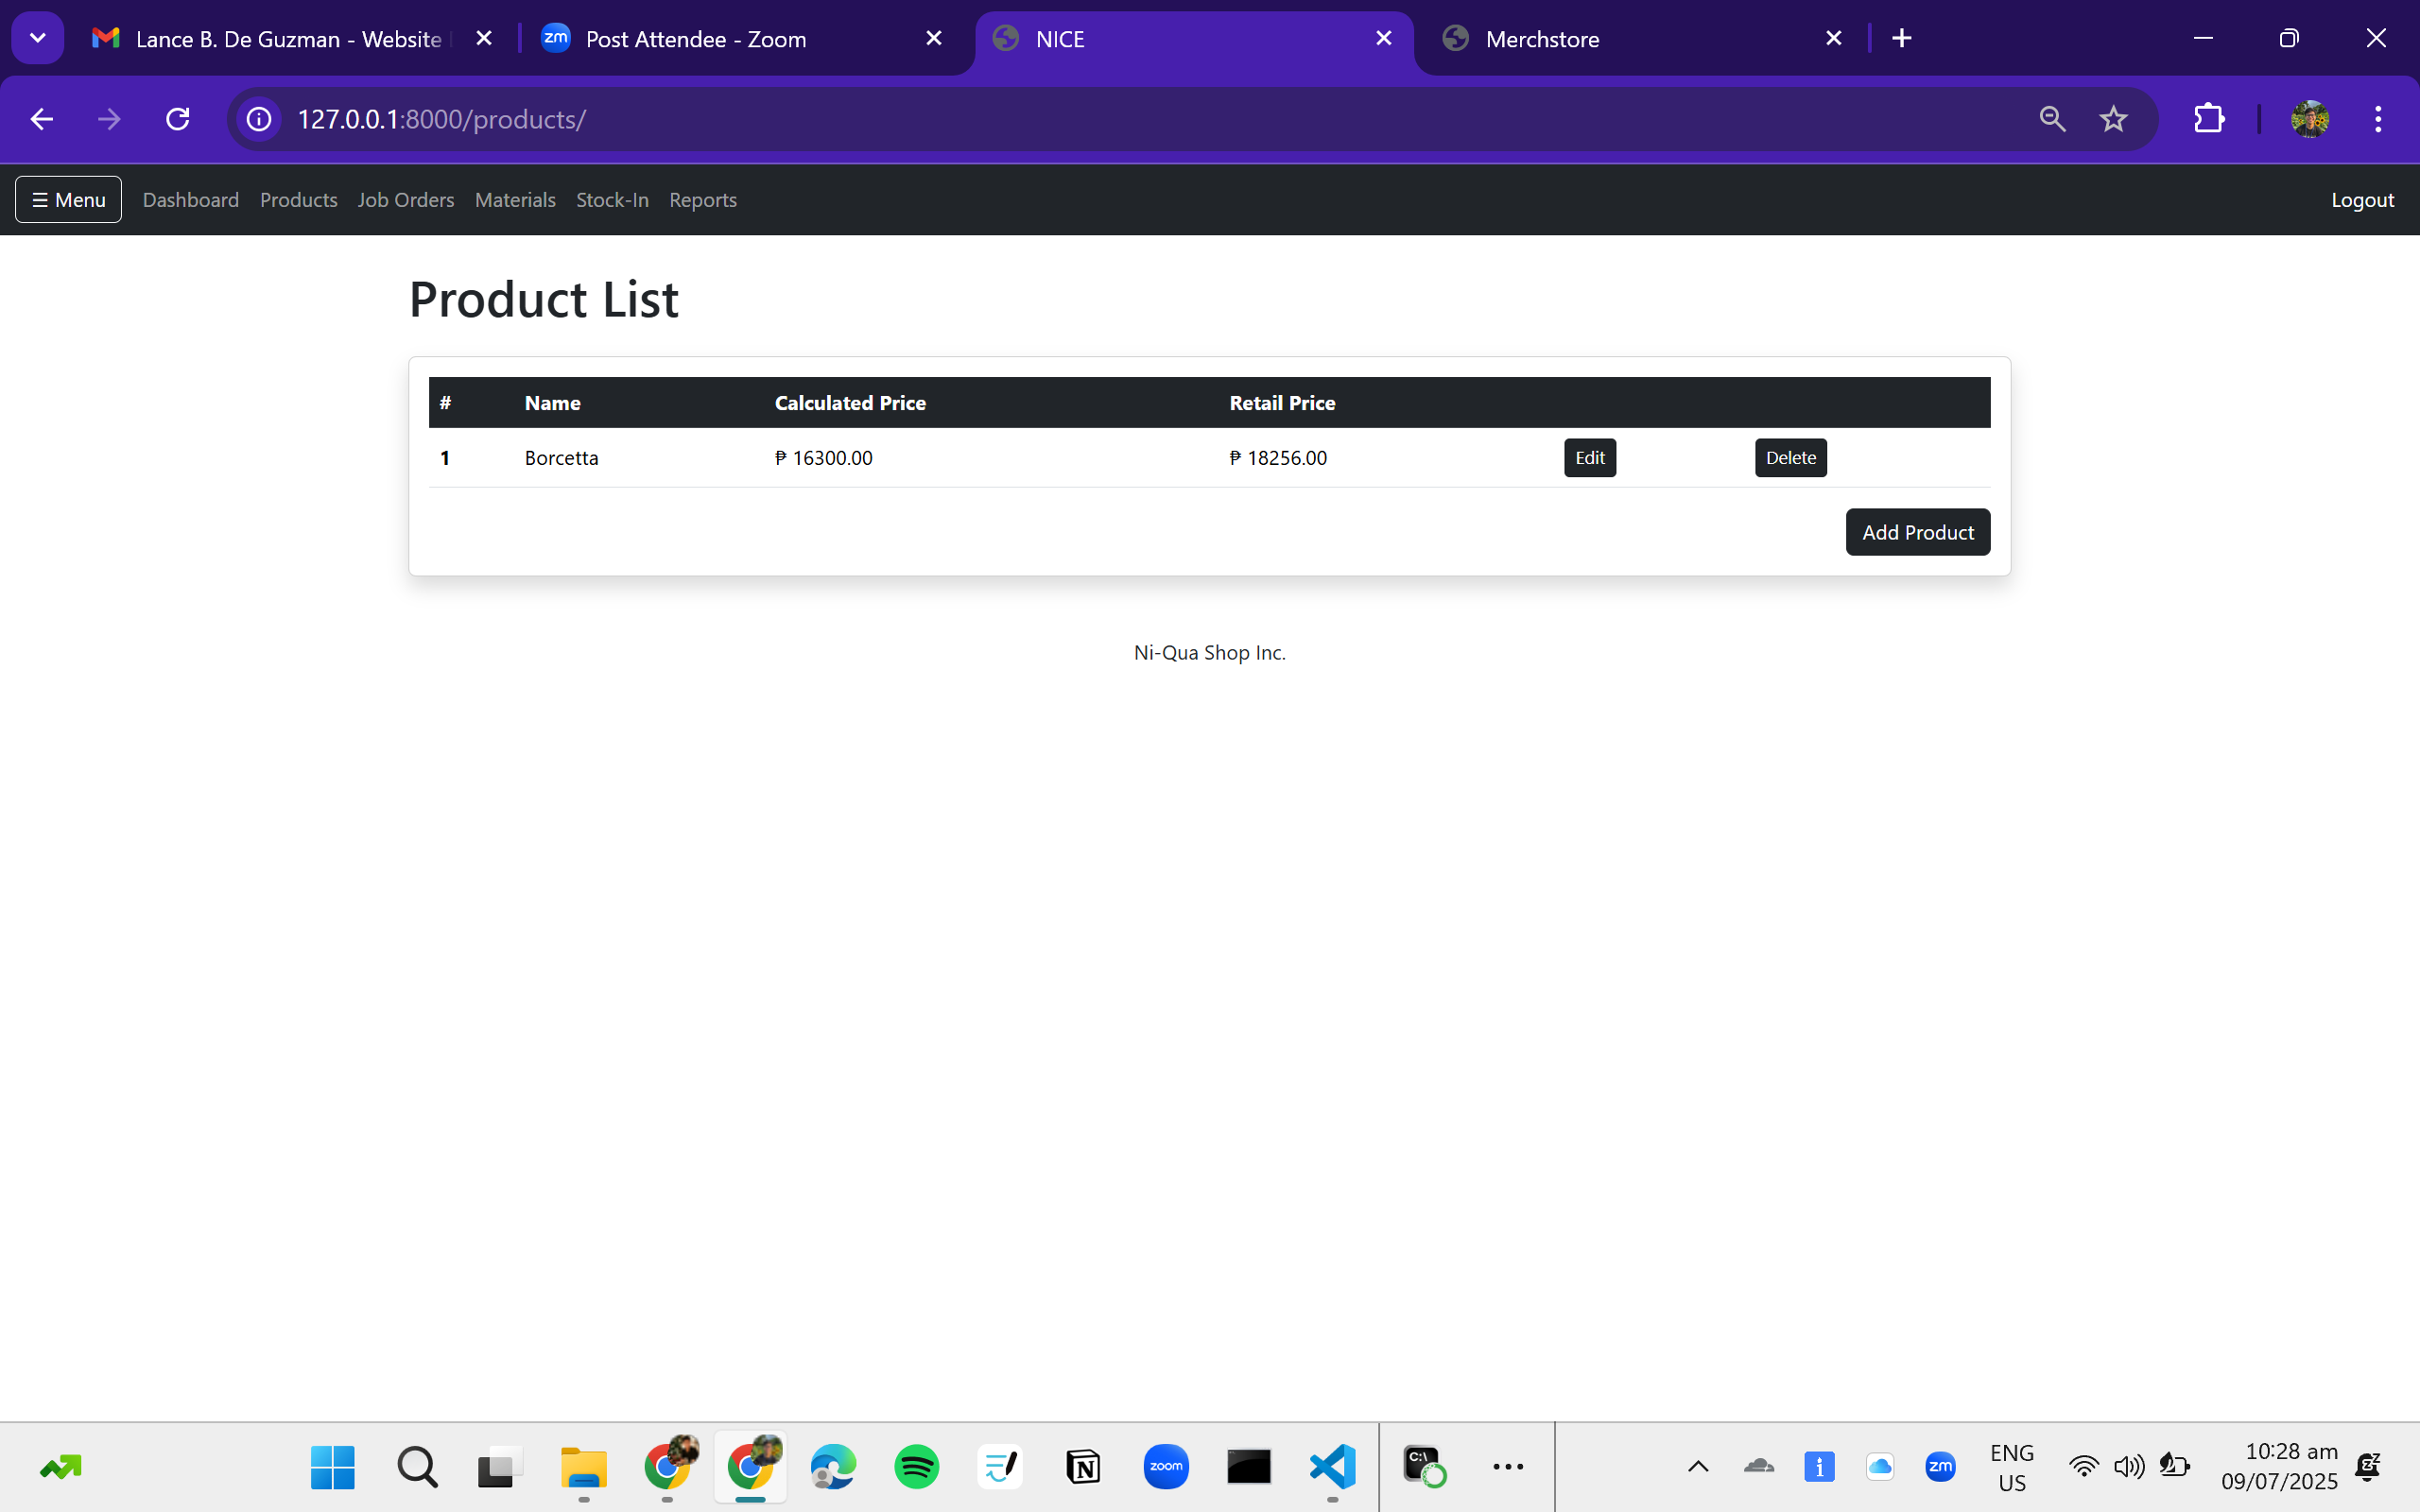 Lance B. De Guzman - Website
Post Attendee - Zoom
NICE
Merchstore
127.0.0.1:8000/products/
☰ Menu
Dashboard
Products
Job Orders
Materials
Stock-In
Reports
Logout
Product List
# Name Calculated Price Retail Price
1 Borcetta ₱ 16300.00 ₱ 18256.00 Edit Delete
Add Product
Ni-Qua Shop Inc.
zoom
ENG
US
10:28 am
09/07/2025